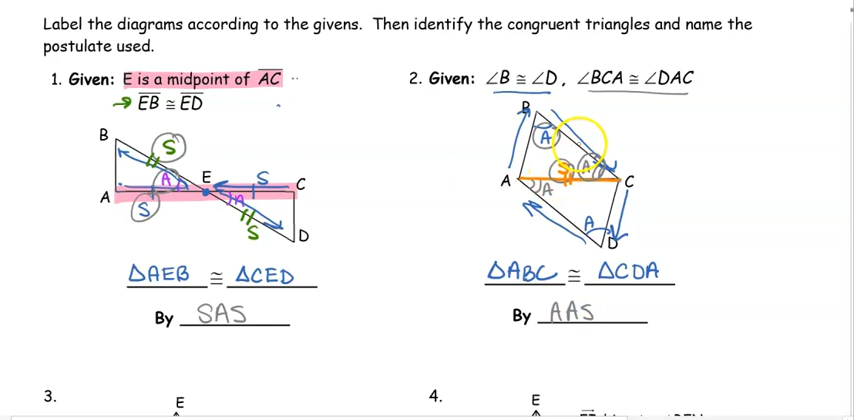 Label the diagrams according to the givens. Then identify the congruent triangles and name the
postulate used.
1. Given: E is a midpoint of AC
→ EB ≅ ED
B
S
A
E
S
C
A
S
A
S
D
ΔAEB ≅ ΔCED
By SAS
2. Given: ∠B ≅ ∠D, ∠BCA ≅ ∠DAC
B
A
A
S
A
C
A
A
D
ΔABC ≅ ΔCDA
By AAS
3.
E
4.
E